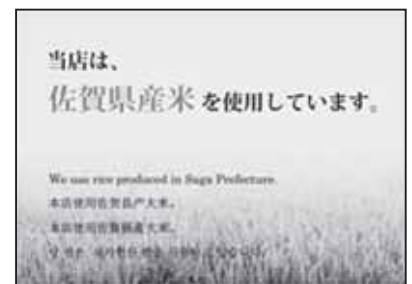 当店は、
佐賀県産米を使用しています。
We use rice produced in Saga Prefecture.
本店使用佐贺县产大米。
本店使用佐賀縣產大米。